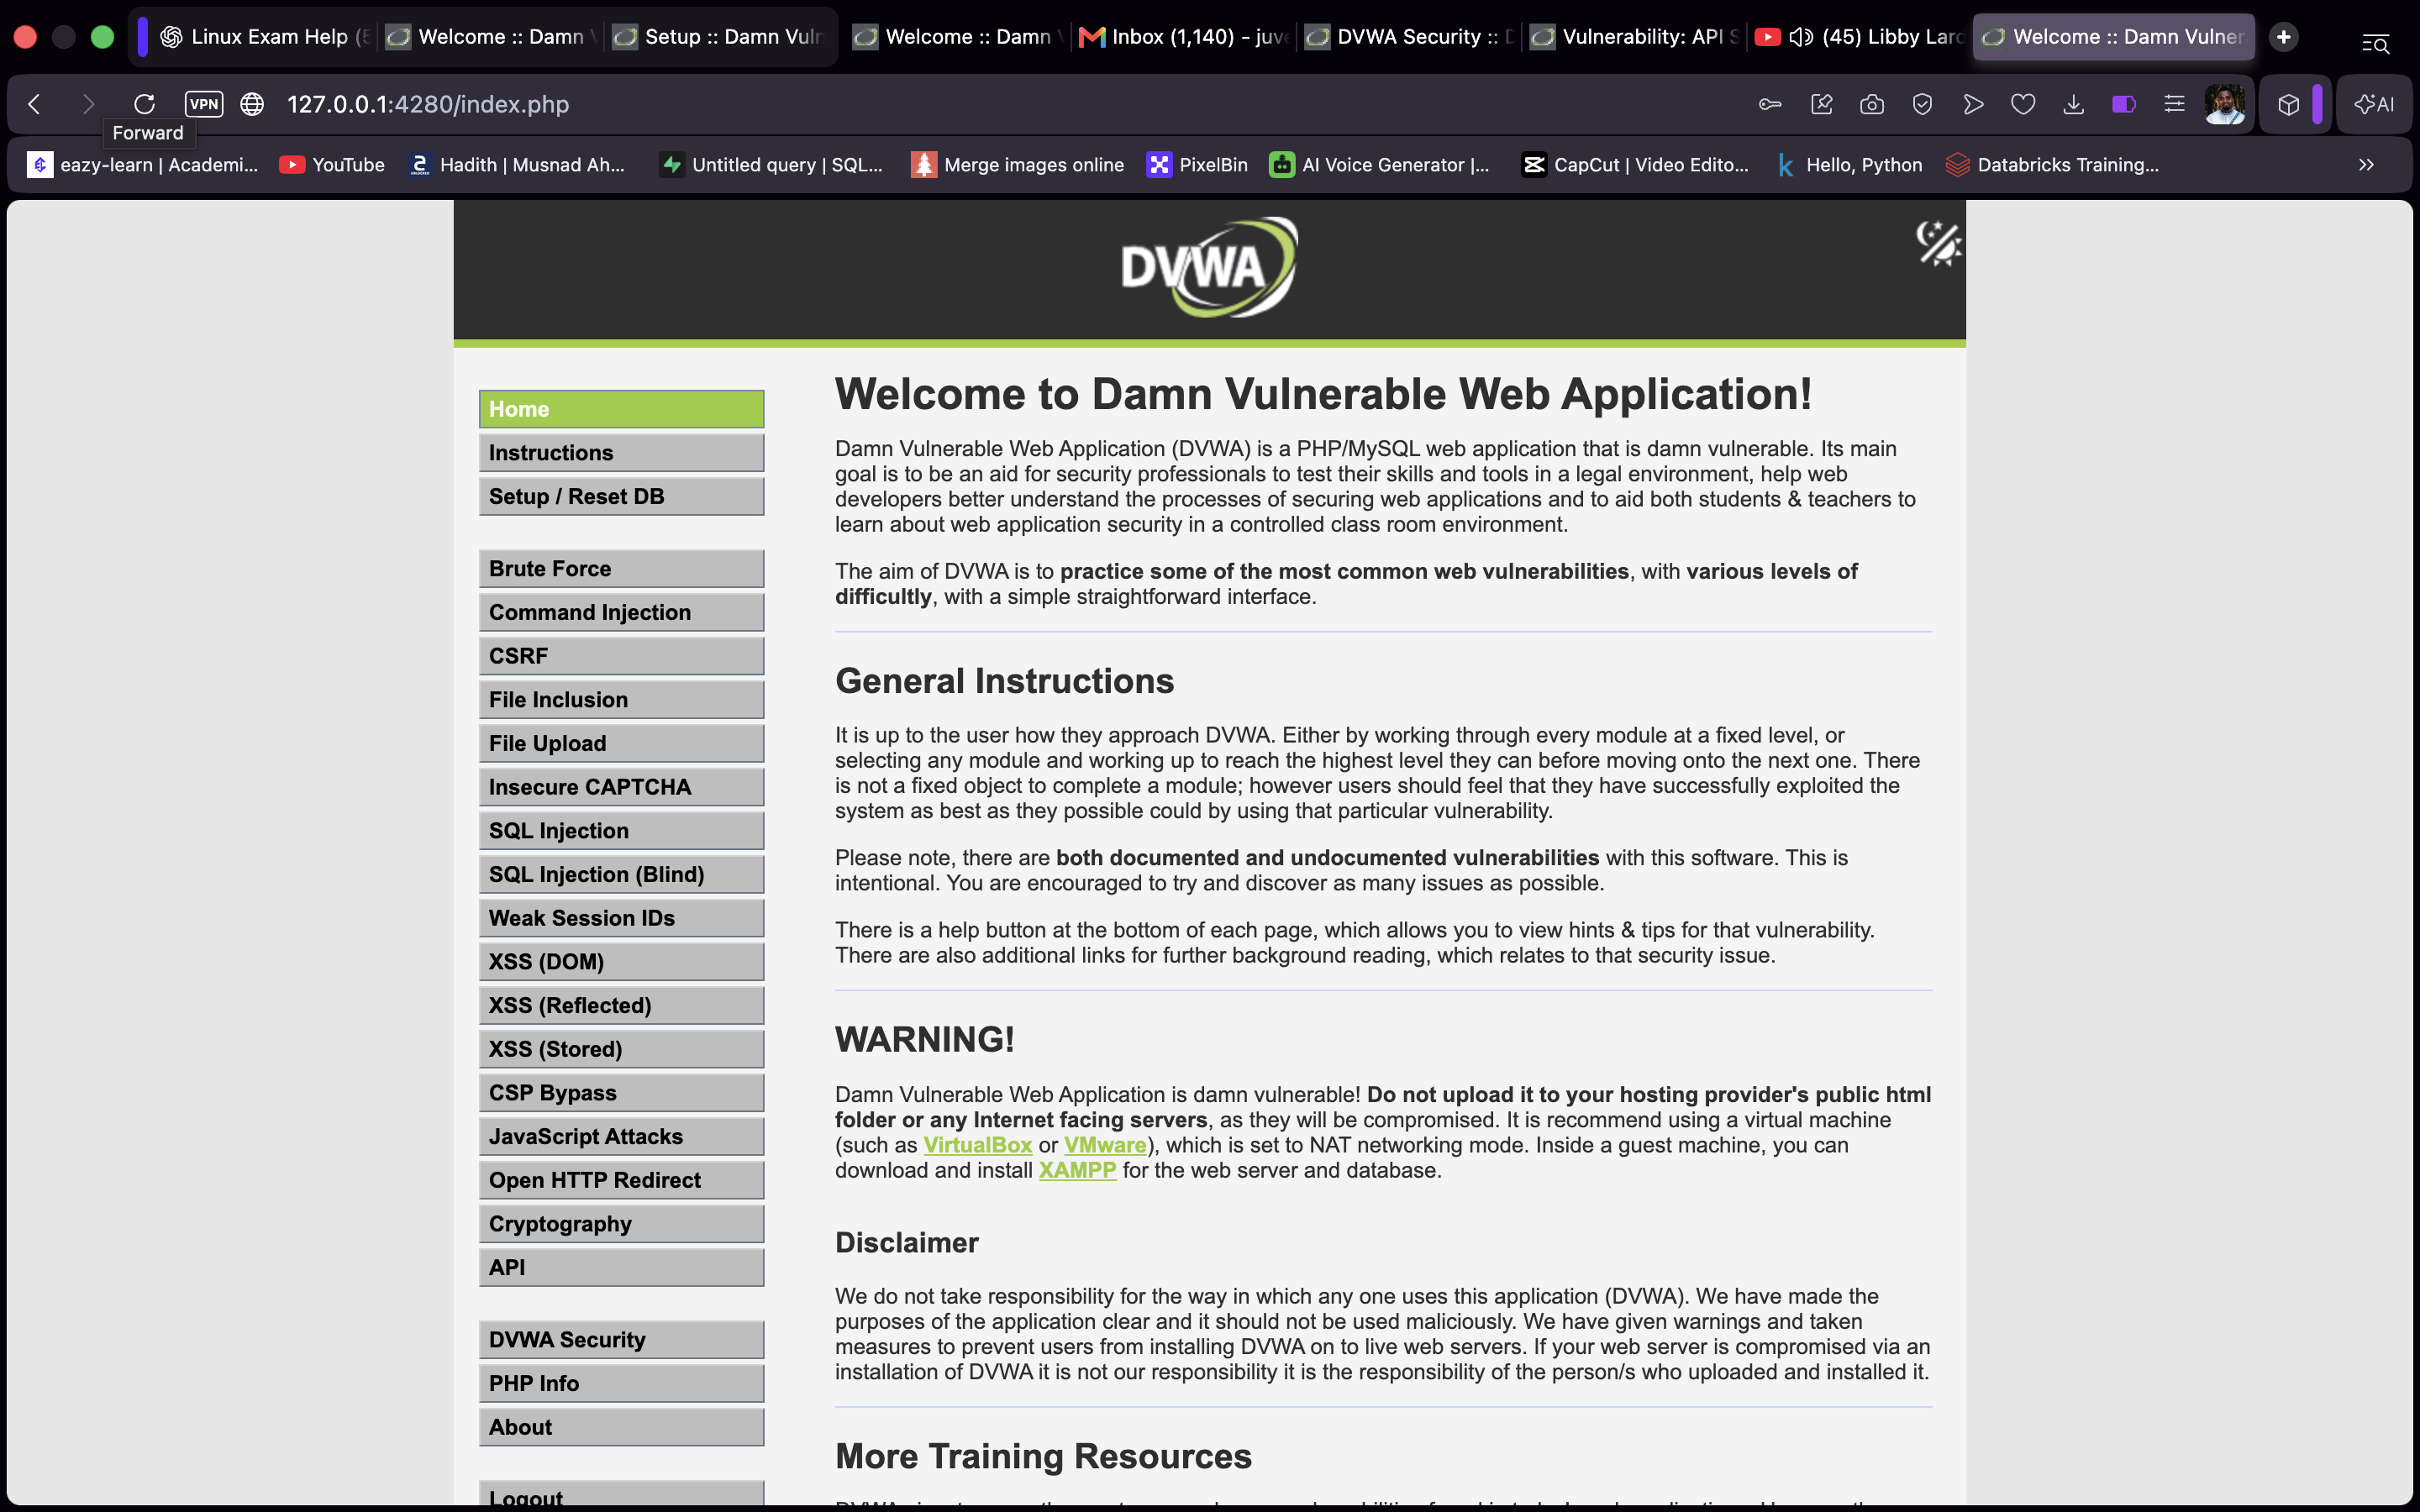 Linux Exam Help (
Welcome :: Damn
Setup :: Damn Vuln
Welcome :: Damn
Inbox (1,140) - juv
DVWA Security ::
Vulnerability: API S
(45) Libby Lar
Welcome :: Damn Vulner
VPN
127.0.0.1:4280/index.php
AI
Forward
eazy-learn | Academi...
YouTube
Hadith | Musnad Ah...
Untitled query | SQL...
Merge images online
PixelBin
AI Voice Generator |...
CapCut | Video Edito...
Hello, Python
Databricks Training...
DVWA
Home
Instructions
Setup / Reset DB
Brute Force
Command Injection
CSRF
File Inclusion
File Upload
Insecure CAPTCHA
SQL Injection
SQL Injection (Blind)
Weak Session IDs
XSS (DOM)
XSS (Reflected)
XSS (Stored)
CSP Bypass
JavaScript Attacks
Open HTTP Redirect
Cryptography
API
DVWA Security
PHP Info
About
Logout
Welcome to Damn Vulnerable Web Application!
Damn Vulnerable Web Application (DVWA) is a PHP/MySQL web application that is damn vulnerable. Its main
goal is to be an aid for security professionals to test their skills and tools in a legal environment, help web
developers better understand the processes of securing web applications and to aid both students & teachers to
learn about web application security in a controlled class room environment.
The aim of DVWA is to practice some of the most common web vulnerabilities, with various levels of
difficultly, with a simple straightforward interface.
General Instructions
It is up to the user how they approach DVWA. Either by working through every module at a fixed level, or
selecting any module and working up to reach the highest level they can before moving onto the next one. There
is not a fixed object to complete a module; however users should feel that they have successfully exploited the
system as best as they possible could by using that particular vulnerability.
Please note, there are both documented and undocumented vulnerabilities with this software. This is
intentional. You are encouraged to try and discover as many issues as possible.
There is a help button at the bottom of each page, which allows you to view hints & tips for that vulnerability.
There are also additional links for further background reading, which relates to that security issue.
WARNING!
Damn Vulnerable Web Application is damn vulnerable! Do not upload it to your hosting provider's public html
folder or any Internet facing servers, as they will be compromised. It is recommend using a virtual machine
(such as VirtualBox or VMware), which is set to NAT networking mode. Inside a guest machine, you can
download and install XAMPP for the web server and database.
Disclaimer
We do not take responsibility for the way in which any one uses this application (DVWA). We have made the
purposes of the application clear and it should not be used maliciously. We have given warnings and taken
measures to prevent users from installing DVWA on to live web servers. If your web server is compromised via an
installation of DVWA it is not our responsibility it is the responsibility of the person/s who uploaded and installed it.
More Training Resources